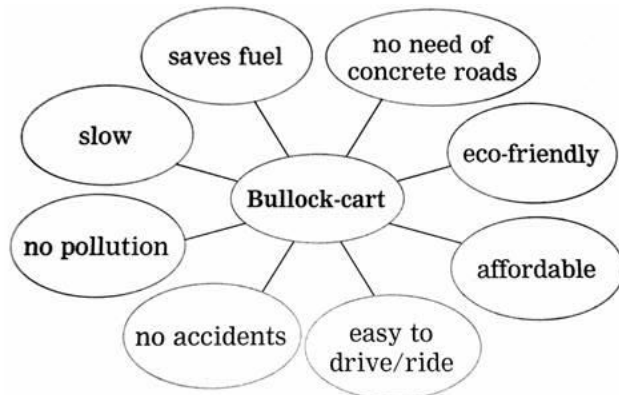 saves fuel
no need of
concrete roads
slow
eco-friendly
Bullock-cart
no pollution
affordable
no accidents
easy to
drive/ride